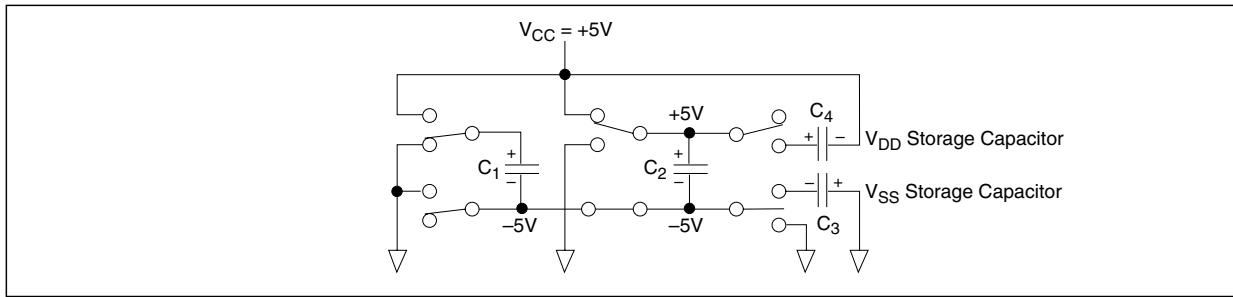 V_CC = +5V
+5V
C_4
+ –
V_DD Storage Capacitor
+
C_1
–
+
C_2
–
– +
V_SS Storage Capacitor
C_3
–5V
–5V